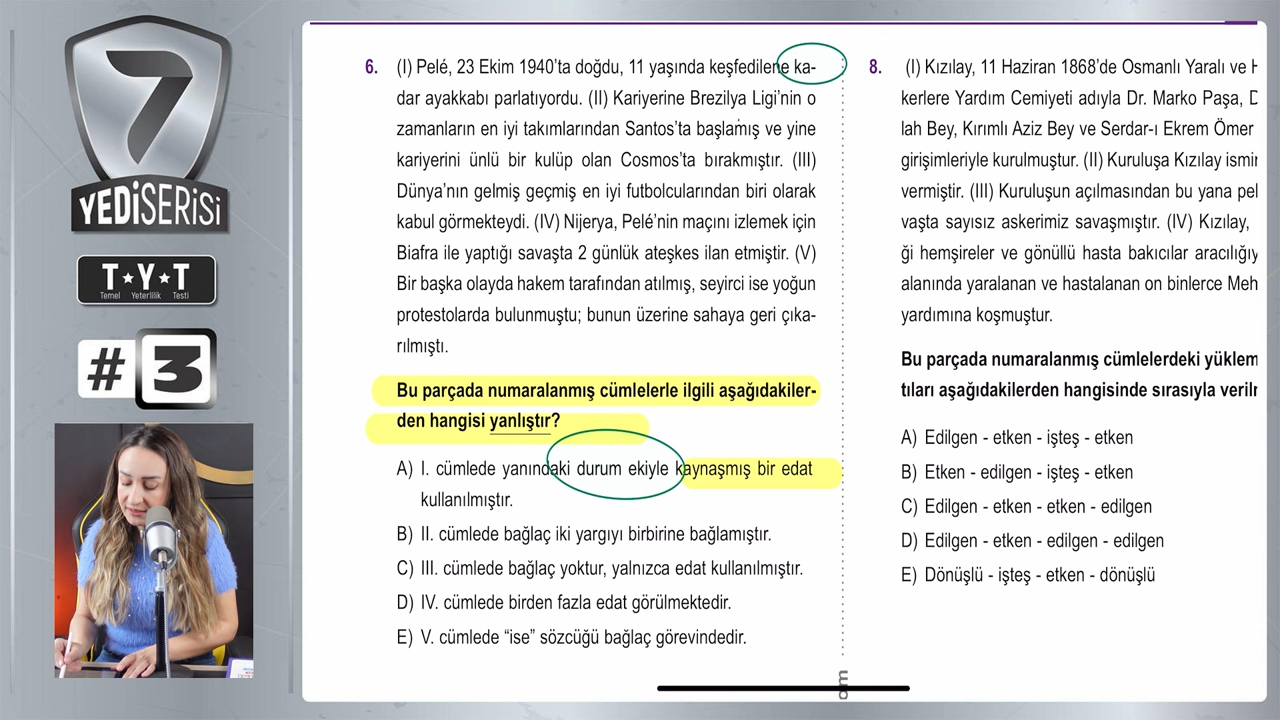 7
YEDİSERİSİ
T★Y★T
Temel Yeterlilik Testi
# 3
6. (I) Pelé, 23 Ekim 1940’ta doğdu, 11 yaşında keşfedilene ka-
dar ayakkabı parlatıyordu. (II) Kariyerine Brezilya Ligi’nin o
zamanların en iyi takımlarından Santos’ta başlamış ve yine
kariyerini ünlü bir kulüp olan Cosmos’ta bırakmıştır. (III)
Dünya’nın gelmiş geçmiş en iyi futbolcularından biri olarak
kabul görmekteydi. (IV) Nijerya, Pelé’nin maçını izlemek için
Biafra ile yaptığı savaşta 2 günlük ateşkes ilan etmiştir. (V)
Bir başka olayda hakem tarafından atılmış, seyirci ise yoğun
protestolarda bulunmuştu; bunun üzerine sahaya geri çıka-
rılmıştı.
Bu parçada numaralanmış cümlelerle ilgili aşağıdakiler-
den hangisi yanlıştır?
A) I. cümlede yanındaki durum ekiyle kaynaşmış bir edat
kullanılmıştır.
B) II. cümlede bağlaç iki yargıyı birbirine bağlamıştır.
C) III. cümlede bağlaç yoktur, yalnızca edat kullanılmıştır.
D) IV. cümlede birden fazla edat görülmektedir.
E) V. cümlede “ise” sözcüğü bağlaç görevindedir.
8. (I) Kızılay, 11 Haziran 1868’de Osmanlı Yaralı ve H
kerlere Yardım Cemiyeti adıyla Dr. Marko Paşa, D
lah Bey, Kırımlı Aziz Bey ve Serdar-ı Ekrem Ömer
girişimleriyle kurulmuştur. (II) Kuruluşa Kızılay ismin
vermiştir. (III) Kuruluşun açılmasından bu yana pek
vaşta sayısız askerimiz savaşmıştır. (IV) Kızılay,
ği hemşireler ve gönüllü hasta bakıcılar aracılığıy
alanında yaralanan ve hastalanan on binlerce Meh
yardımına koşmuştur.
Bu parçada numaralanmış cümlelerdeki yüklem
tıları aşağıdakilerden hangisinde sırasıyla verilm
A) Edilgen - etken - işteş - etken
B) Etken - edilgen - işteş - etken
C) Edilgen - etken - etken - edilgen
D) Edilgen - etken - edilgen - edilgen
E) Dönüşlü - işteş - etken - dönüşlü
om